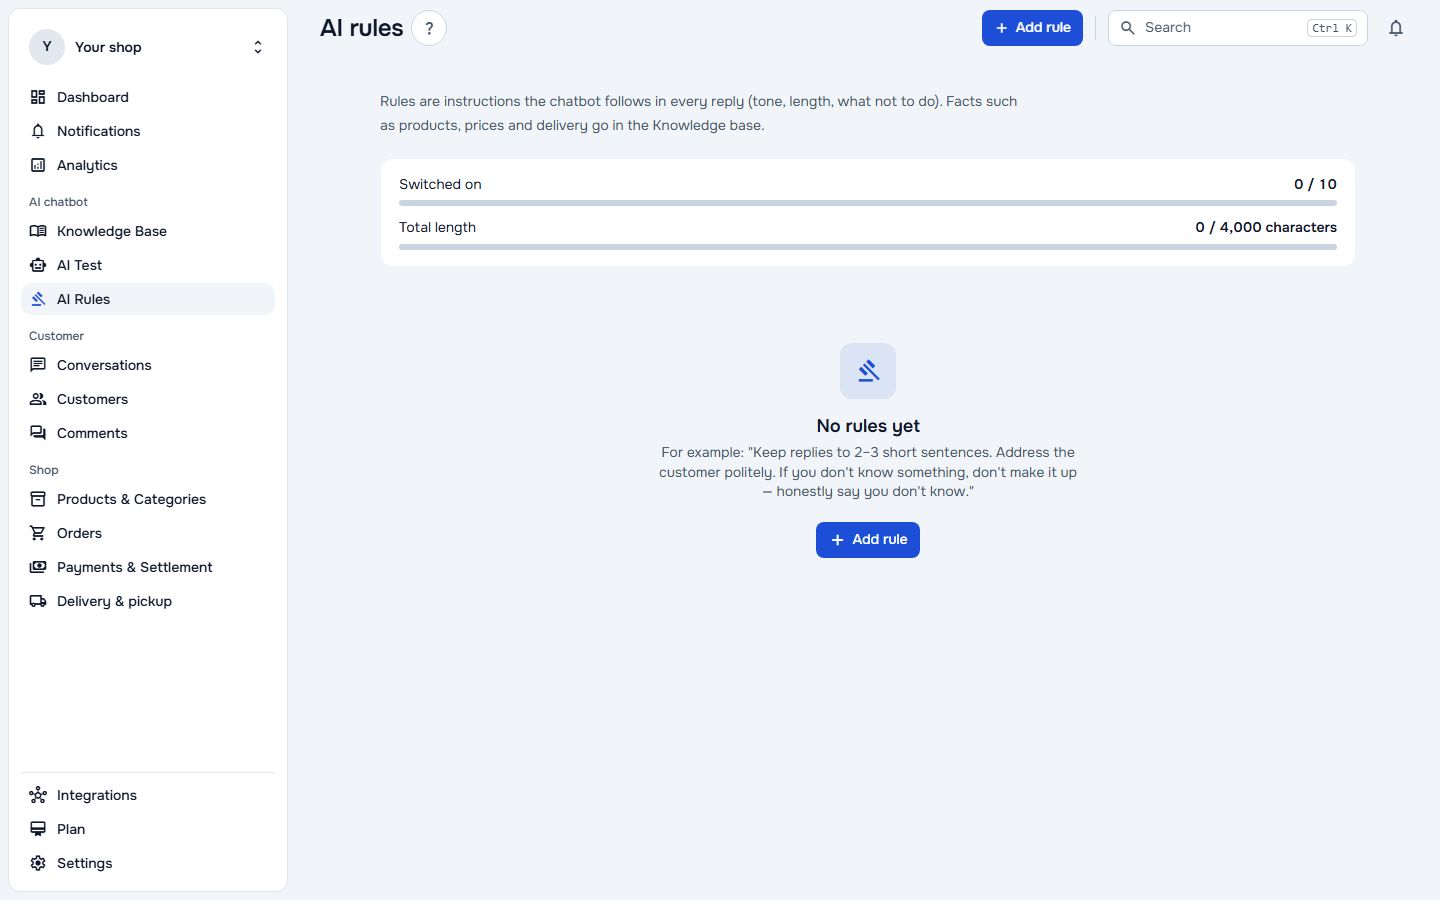 Y
Your shop
Dashboard
Notifications
Analytics
AI chatbot
Knowledge Base
AI Test
AI Rules
Customer
Conversations
Customers
Comments
Shop
Products & Categories
Orders
Payments & Settlement
Delivery & pickup
Integrations
Plan
Settings
AI rules
?
Add rule
Search
Ctrl K
Rules are instructions the chatbot follows in every reply (tone, length, what not to do). Facts such
as products, prices and delivery go in the Knowledge base.
Switched on
0 / 10
Total length
0 / 4,000 characters
No rules yet
For example: "Keep replies to 2–3 short sentences. Address the
customer politely. If you don't know something, don't make it up
— honestly say you don't know."
Add rule